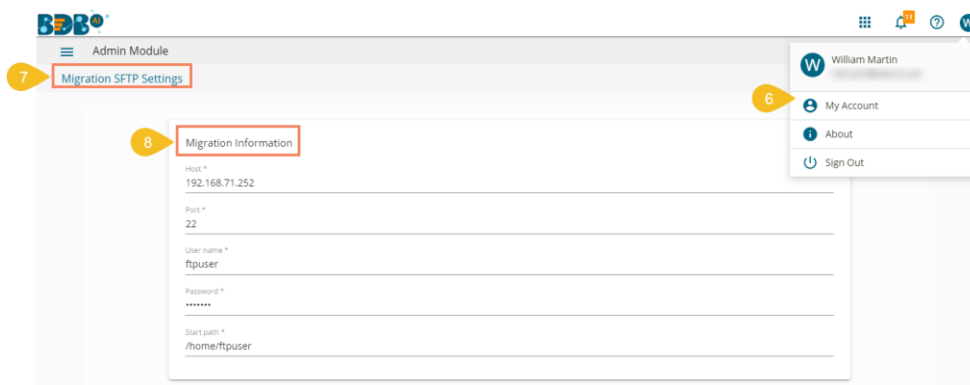 BDB AI
11
Admin Module
7
Migration SFTP Settings
W
William Martin
6
My Account
About
Sign Out
8
Migration Information
Host *
192.168.71.252
Port *
22
User name *
ftpuser
Password *
•••••••
Start path *
/home/ftpuser